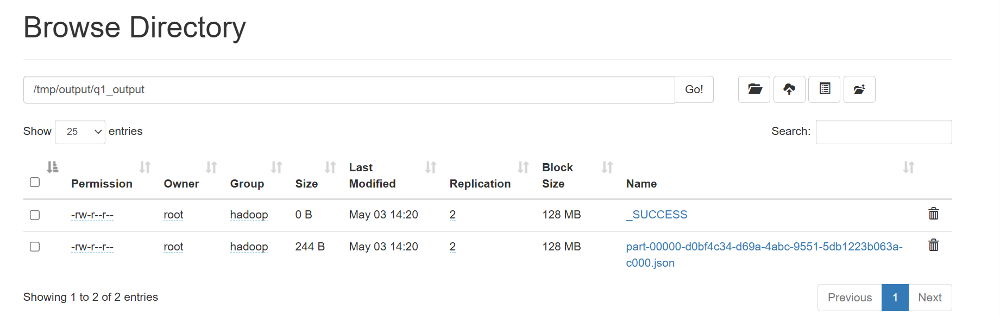 Browse Directory
/tmp/output/q1_output Go!
Show 25 entries Search:
Permission Owner Group Size Last Modified Replication Block Size Name
-rw-r--r-- root hadoop 0 B May 03 14:20 2 128 MB _SUCCESS
-rw-r--r-- root hadoop 244 B May 03 14:20 2 128 MB part-00000-d0bf4c34-d69a-4abc-9551-5db1223b063a-
c000.json
Showing 1 to 2 of 2 entries Previous 1 Next